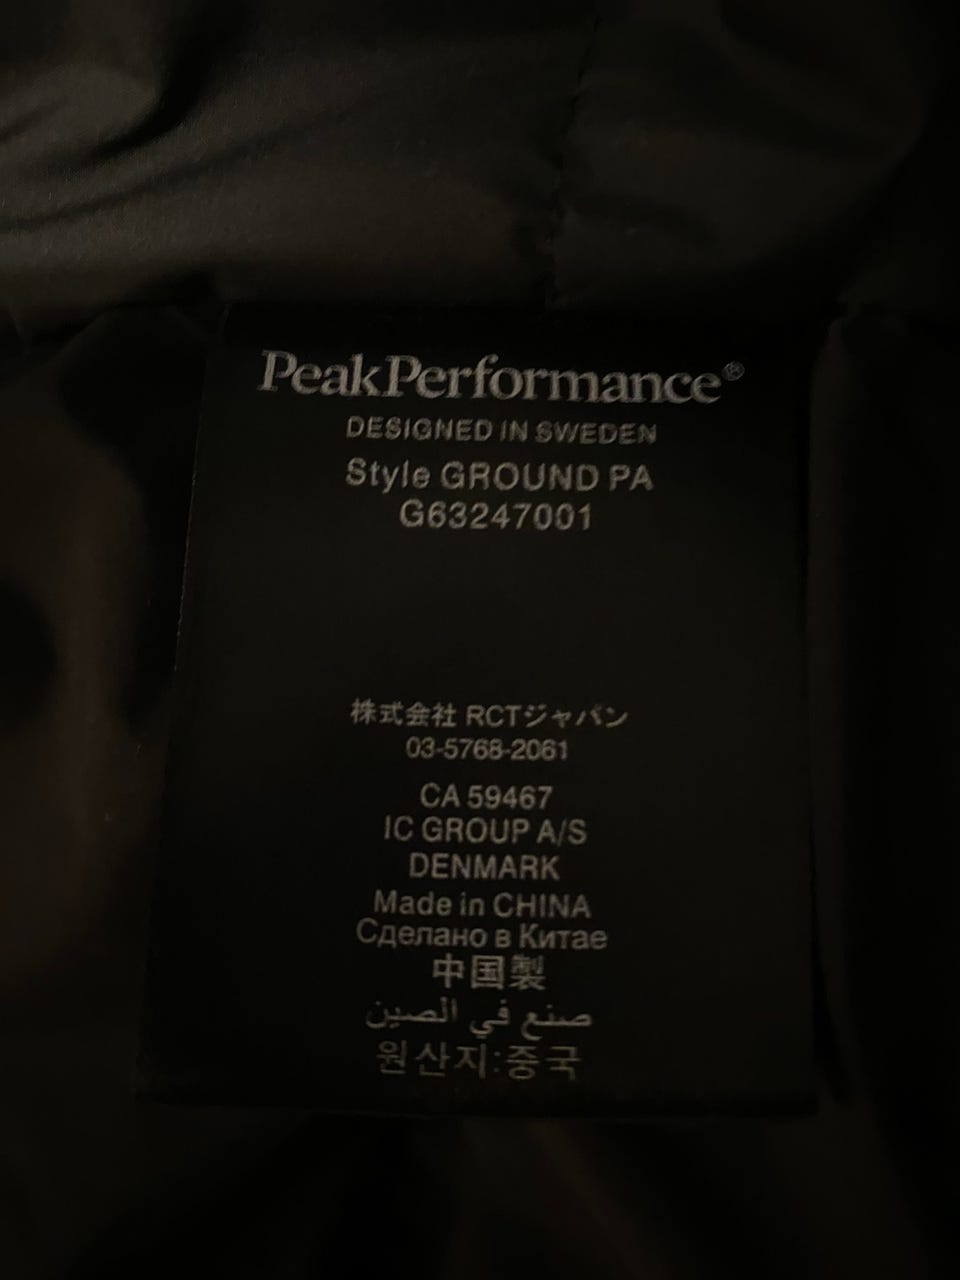 PeakPerformance®
DESIGNED IN SWEDEN
Style GROUND PA
G63247001
株式会社 RCTジャパン
03-5768-2061
CA 59467
IC GROUP A/S
DENMARK
Made in CHINA
Сделано в Китае
中国製
صنع في الصين
원산지:중국